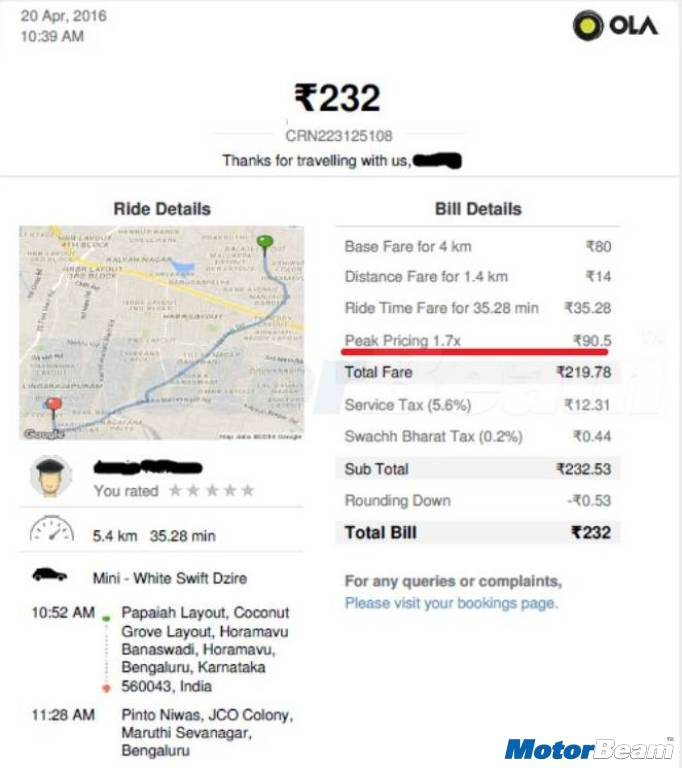 20 Apr, 2016
10:39 AM
OLA
₹232
CRN223125108
Thanks for travelling with us,
Ride Details
Bill Details
KALYAN NAGAR
LINGARAJAPURAM
Google
Map data ©2016 Google
Base Fare for 4 km ₹80
Distance Fare for 1.4 km ₹14
Ride Time Fare for 35.28 min ₹35.28
Peak Pricing 1.7x ₹90.5
Total Fare ₹219.78
Service Tax (5.6%) ₹12.31
Swachh Bharat Tax (0.2%) ₹0.44
Sub Total ₹232.53
Rounding Down -₹0.53
Total Bill ₹232
For any queries or complaints,
Please visit your bookings page.
You rated
5.4 km 35.28 min
Mini - White Swift Dzire
10:52 AM Papaiah Layout, Coconut
Grove Layout, Horamavu
Banaswadi, Horamavu,
Bengaluru, Karnataka
560043, India
11:28 AM Pinto Niwas, JCO Colony,
Maruthi Sevanagar,
Bengaluru
MotorBeam™